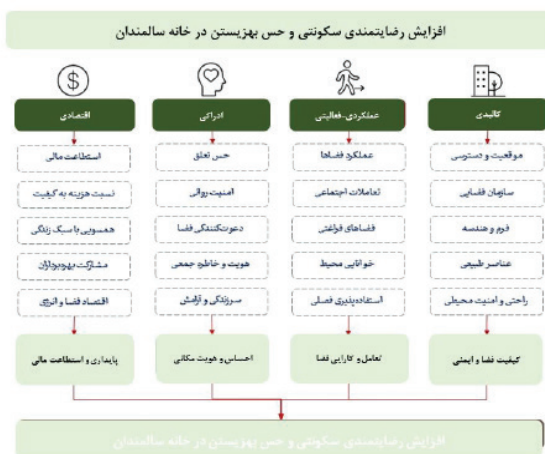 افزایش رضایتمندی سکونتی و حس بهزیستن در خانه سالمندان
کالبدی
موقعیت و دسترسی
سازمان فضایی
فرم و هندسه
عناصر طبیعی
راحتی و امنیت محیطی
کیفیت فضا و ایمنی
عملکردی-فعالیتی
عملکرد فضاها
تعاملات اجتماعی
فضاهای فراغتی
خوانایی محیط
استفاده‌پذیری فصلی
تعامل و کارایی فضا
ادراکی
حس تعلق
امنیت روانی
دعوت‌کنندگی فضا
هویت و خاطره جمعی
سرزندگی و آرامش
احساس و هویت مکانی
اقتصادی
استطاعت مالی
نسبت هزینه به کیفیت
همسویی با سبک زندگی
مشارکت بهره‌برداران
اقتصاد فضا و انرژی
پایداری و استطاعت مالی
افزایش رضایتمندی سکونتی و حس بهزیستن در خانه سالمندان